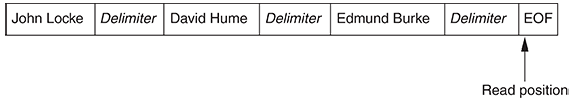 John Locke Delimiter David Hume Delimiter Edmund Burke Delimiter EOF
Read position